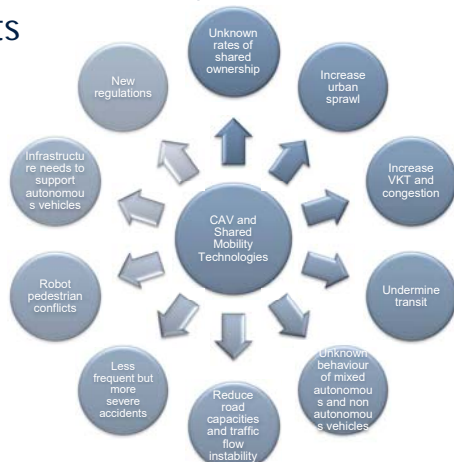 ts
Unknown
rates of
shared
ownership
Increase
urban
sprawl
Increase
VKT and
congestion
Undermine
transit
Unknown
behaviour
of mixed
autonomou
s and non
autonomou
s vehicles
Reduce
road
capacities
and traffic
flow
instability
Less
frequent but
more
severe
accidents
Robot
pedestrian
conflicts
Infrastructu
re needs to
support
autonomou
s vehicles
New
regulations
CAV and
Shared
Mobility
Technologies